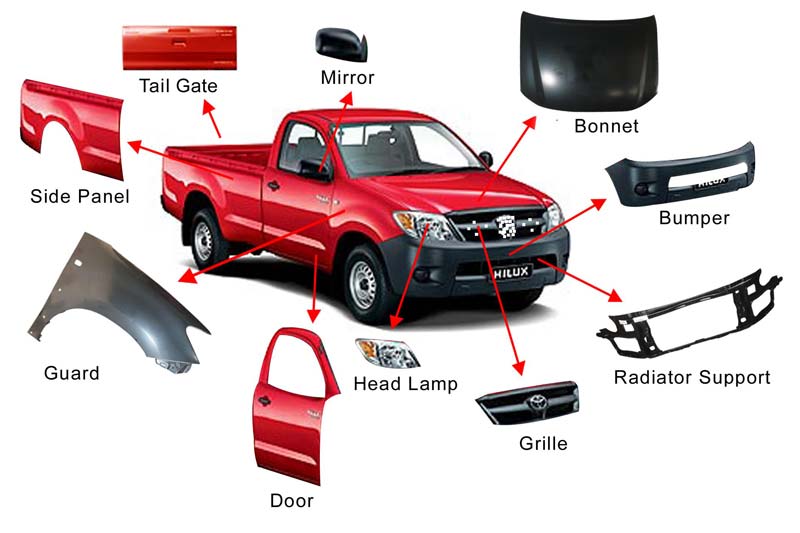 Tail Gate
Mirror
Bonnet
Side Panel
Bumper
HILUX
HILUX
Guard
Head Lamp
Radiator Support
Grille
Door